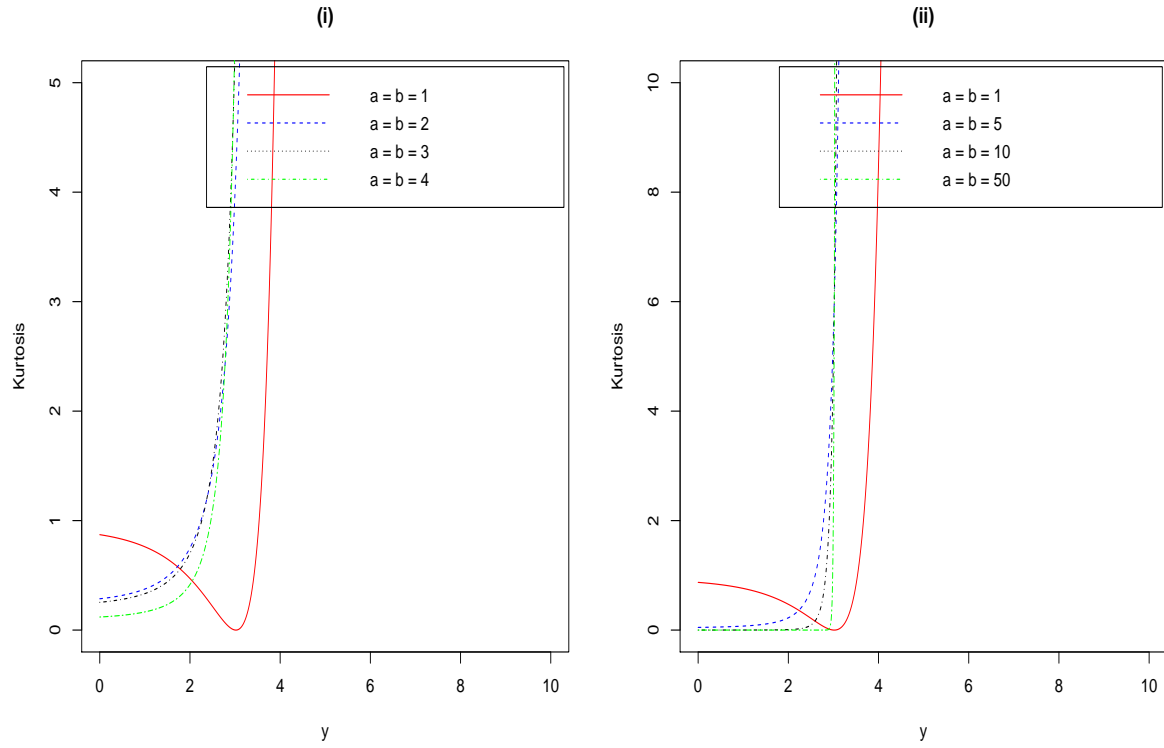 (i)
Kurtosis
5
4
3
2
1
0
a = b = 1
a = b = 2
a = b = 3
a = b = 4
0 2 4 6 8 10
y
(ii)
Kurtosis
10
8
6
4
2
0
a = b = 1
a = b = 5
a = b = 10
a = b = 50
0 2 4 6 8 10
y